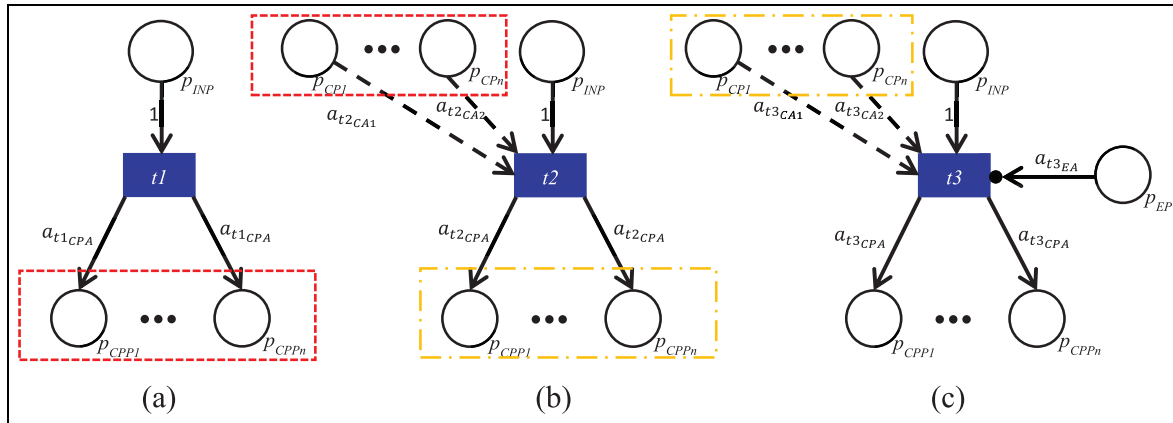 p_INP
1
t1
a_t1_CPA
a_t1_CPA
•••
p_CPP1
p_CPPn
(a)
•••
p_CP1
p_CPn
p_INP
a_t2_CA1
a_t2_CA2
1
t2
a_t2_CPA
a_t2_CPA
•••
p_CPP1
p_CPPn
(b)
•••
p_CP1
p_CPn
p_INP
a_t3_CA1
a_t3_CA2
1
t3
a_t3_EA
p_EP
a_t3_CPA
a_t3_CPA
•••
p_CPP1
p_CPPn
(c)